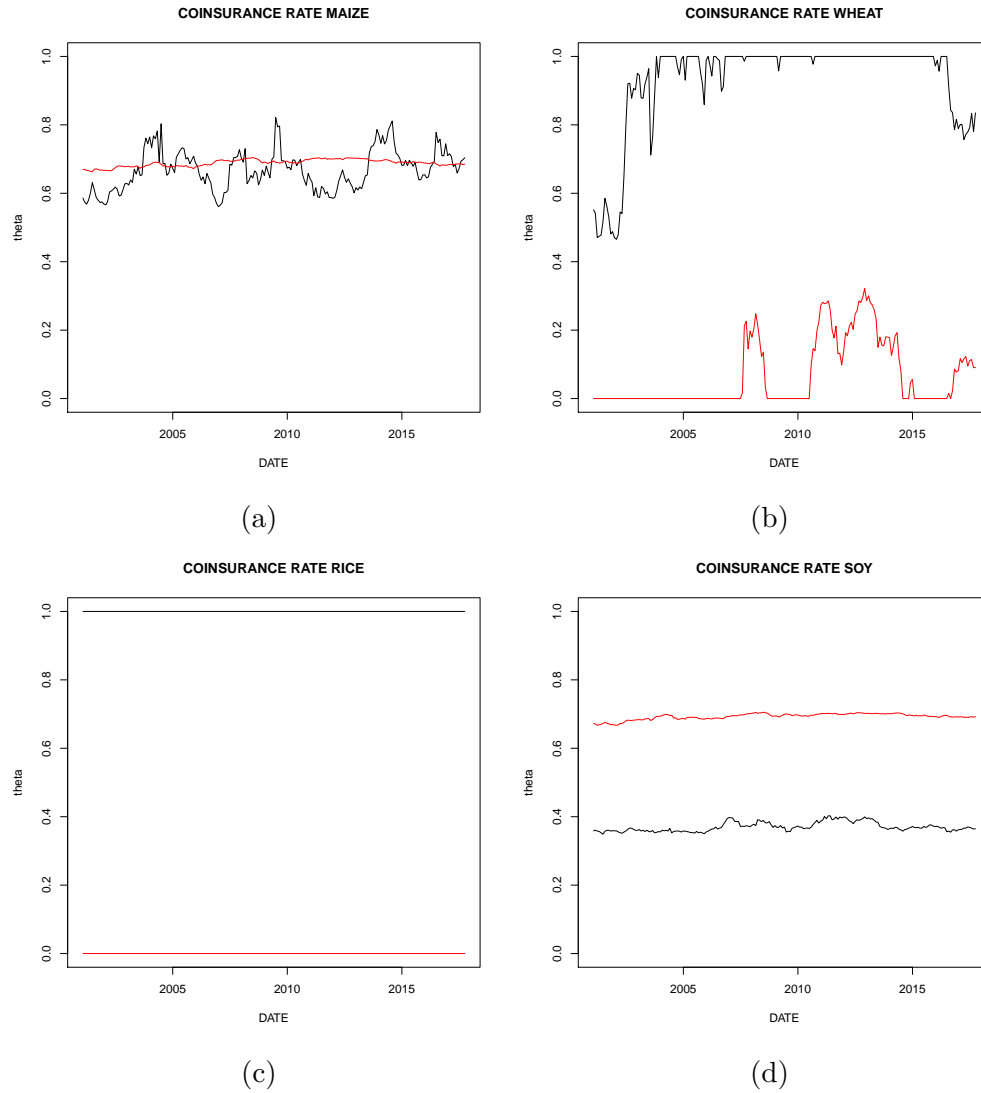 COINSURANCE RATE MAIZE
1.0
0.8
0.6
0.4
0.2
0.0
theta
2005 2010 2015
DATE
(a)
COINSURANCE RATE WHEAT
1.0
0.8
0.6
0.4
0.2
0.0
theta
2005 2010 2015
DATE
(b)
COINSURANCE RATE RICE
1.0
0.8
0.6
0.4
0.2
0.0
theta
2005 2010 2015
DATE
(c)
COINSURANCE RATE SOY
1.0
0.8
0.6
0.4
0.2
0.0
theta
2005 2010 2015
DATE
(d)